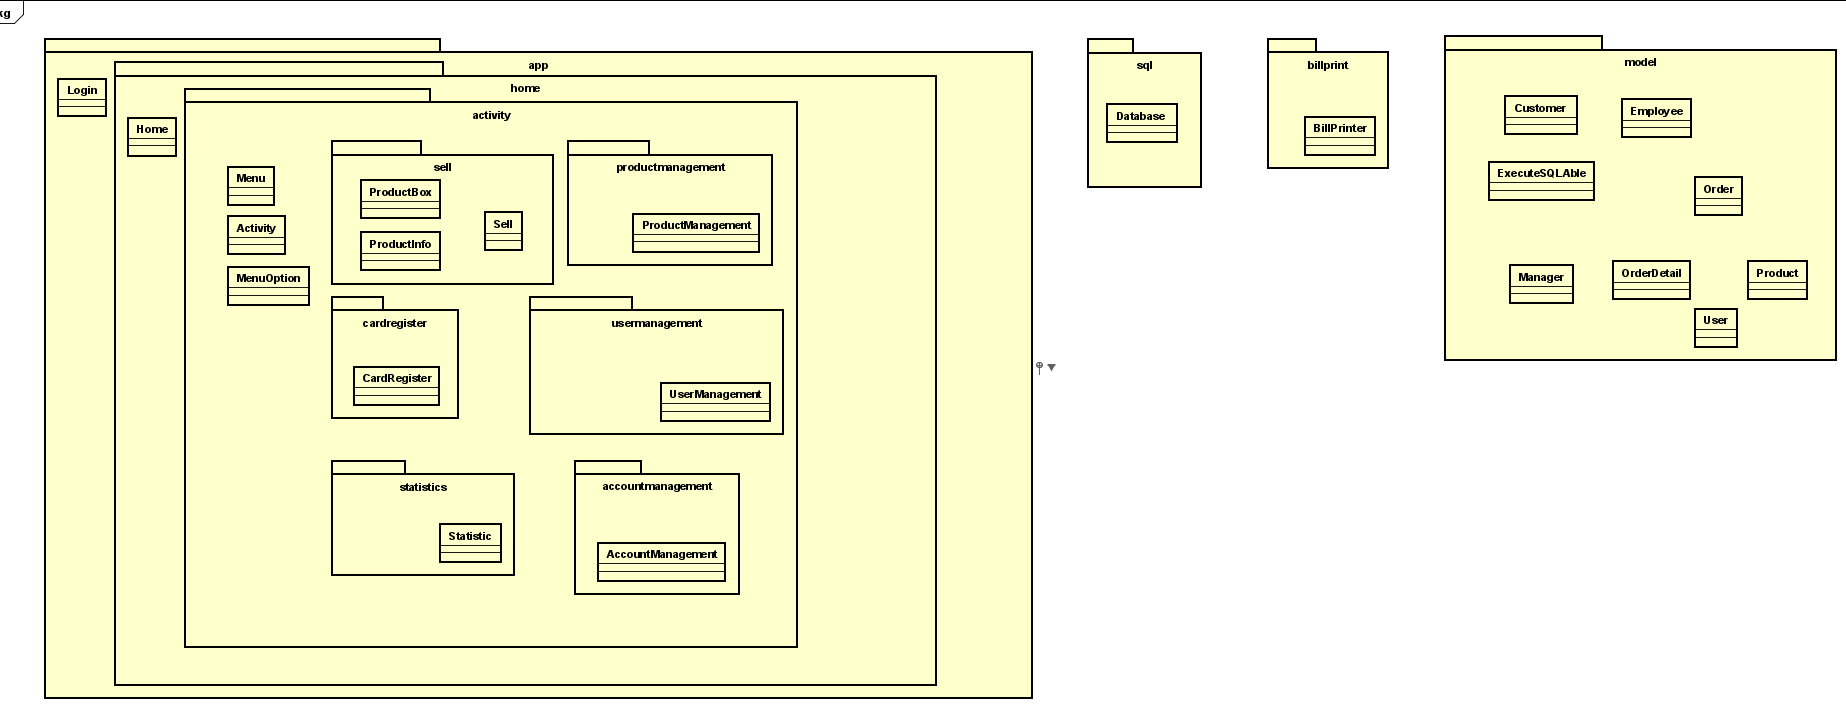 kg
app
Login
home
Home
activity
Menu
Activity
MenuOption
sell
ProductBox
ProductInfo
Sell
productmanagement
ProductManagement
cardregister
CardRegister
usermanagement
UserManagement
statistics
Statistic
accountmanagement
AccountManagement
sql
Database
billprint
BillPrinter
model
Customer
Employee
ExecuteSQLAble
Order
Manager
OrderDetail
Product
User